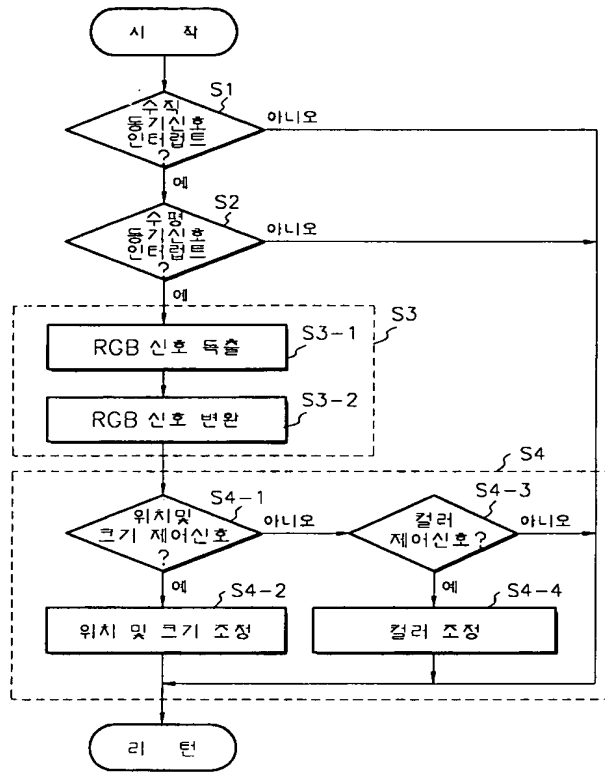 시 작
S1
수직
동기신호
인터럽트
?
아니오
예
S2
수평
동기신호
인터럽트
?
아니오
예
S3
S3-1
RGB 신호 독출
S3-2
RGB 신호 변환
S4
S4-1
위치및
크기 제어신호
?
아니오
S4-3
컬러
제어신호?
아니오
예
예
S4-2
위치 및 크기 조정
S4-4
컬러 조정
리 턴